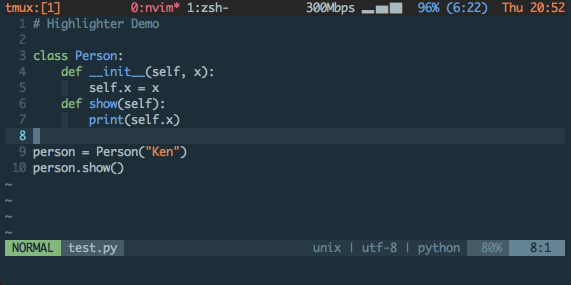 tmux:[1] 0:nvim* 1:zsh- 300Mbps 96% (6:22) Thu 20:52
1 # Highlighter Demo
2
3 class Person:
4     def __init__(self, x):
5         self.x = x
6     def show(self):
7         print(self.x)
8
9 person = Person("Ken")
10 person.show()
~
~
~
~
NORMAL test.py unix | utf-8 | python 80% 8:1